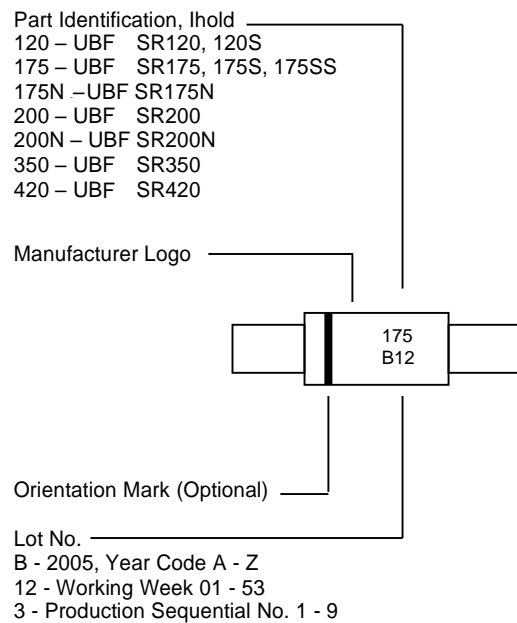 Part Identification, Ihold
120 – UBF SR120, 120S
175 – UBF SR175, 175S, 175SS
175N –UBF SR175N
200 – UBF SR200
200N – UBF SR200N
350 – UBF SR350
420 – UBF SR420
Manufacturer Logo
175
B12
Orientation Mark (Optional)
Lot No.
B - 2005, Year Code A - Z
12 - Working Week 01 - 53
3 - Production Sequential No. 1 - 9